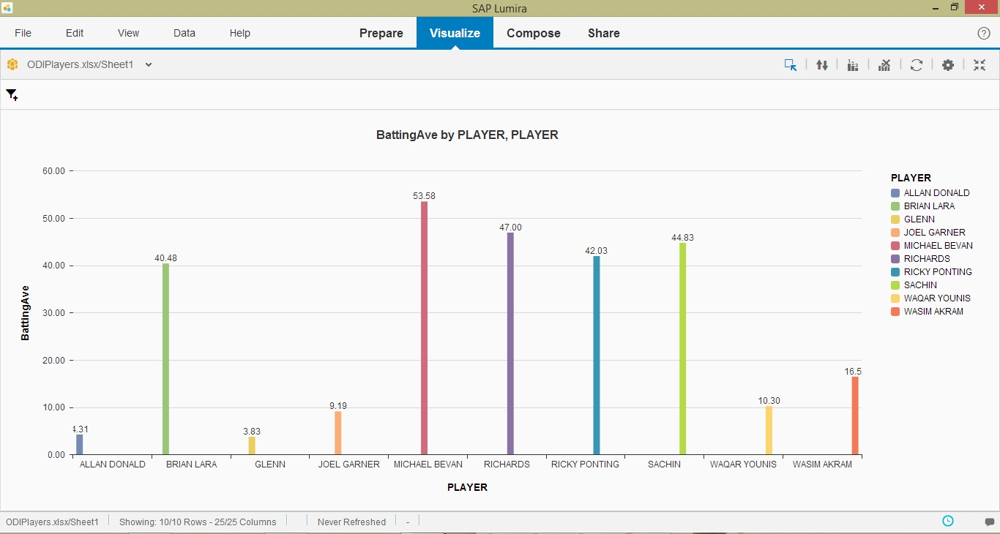 SAP Lumira
File Edit View Data Help Prepare Visualize Compose Share
ODIPlayers.xlsx/Sheet1
BattingAve by PLAYER, PLAYER
BattingAve
60.00
50.00
40.00
30.00
20.00
10.00
0.00
4.31
40.48
3.83
9.19
53.58
47.00
42.03
44.83
10.30
16.5
ALLAN DONALD BRIAN LARA GLENN JOEL GARNER MICHAEL BEVAN RICHARDS RICKY PONTING SACHIN WAQAR YOUNIS WASIM AKRAM
PLAYER
PLAYER
ALLAN DONALD
BRIAN LARA
GLENN
JOEL GARNER
MICHAEL BEVAN
RICHARDS
RICKY PONTING
SACHIN
WAQAR YOUNIS
WASIM AKRAM
ODIPlayers.xlsx/Sheet1 Showing: 10/10 Rows - 25/25 Columns Never Refreshed -